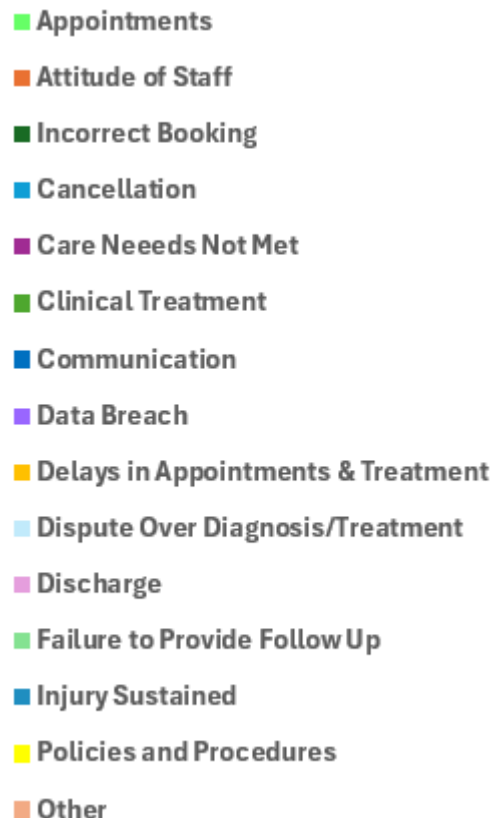 Appointments
Attitude of Staff
Incorrect Booking
Cancellation
Care Neeeds Not Met
Clinical Treatment
Communication
Data Breach
Delays in Appointments & Treatment
Dispute Over Diagnosis/Treatment
Discharge
Failure to Provide Follow Up
Injury Sustained
Policies and Procedures
Other